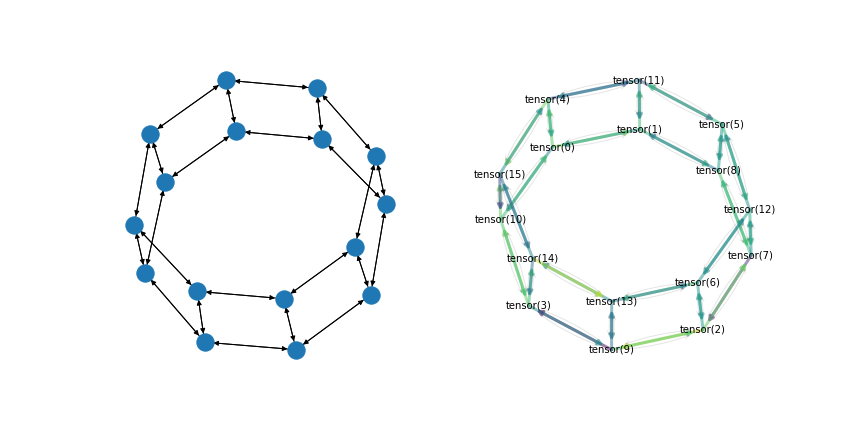 tensor(11)
tensor(4)
tensor(5)
tensor(1)
tensor(0)
tensor(8)
tensor(15)
tensor(12)
tensor(10)
tensor(7)
tensor(14)
tensor(6)
tensor(13)
tensor(3)
tensor(2)
tensor(9)